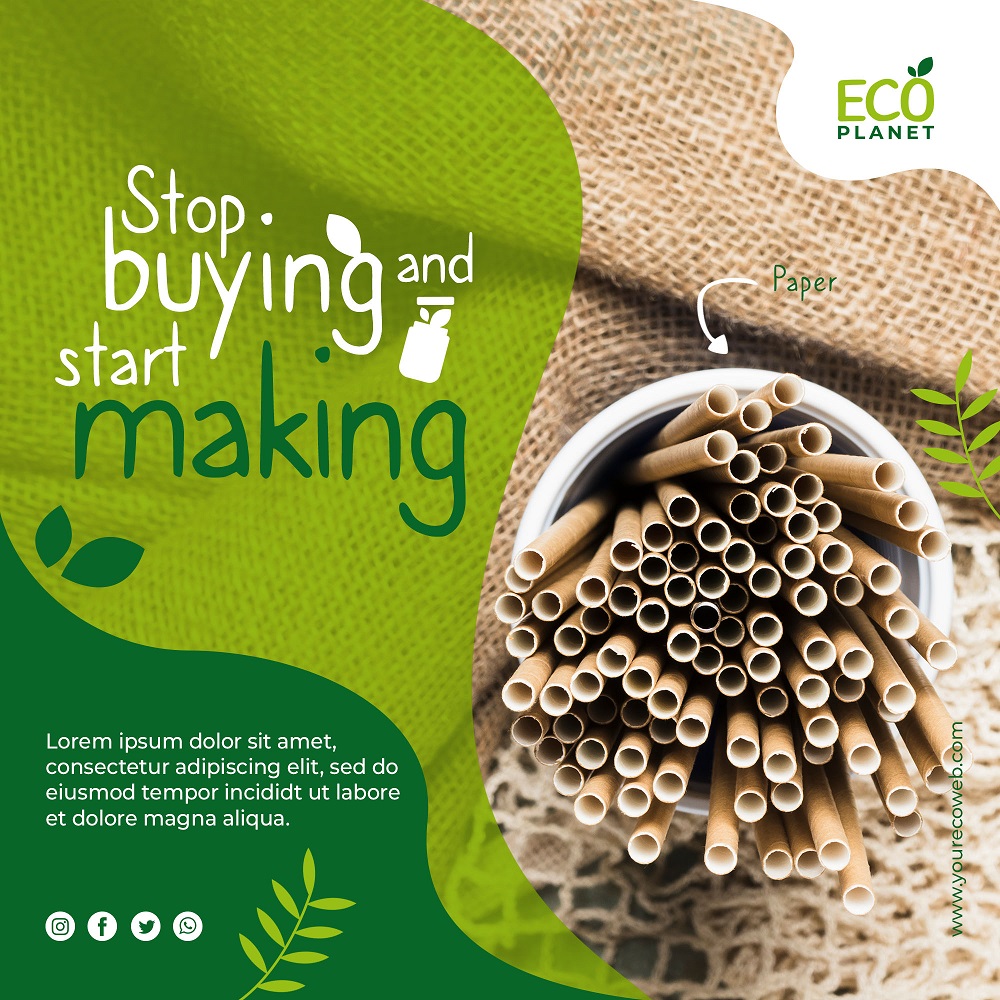 ECO
PLANET
Stop
buying and
start
making
Paper
Lorem ipsum dolor sit amet,
consectetur adipiscing elit, sed do
eiusmod tempor incididt ut labore
et dolore magna aliqua.
www.yourecoweb.com